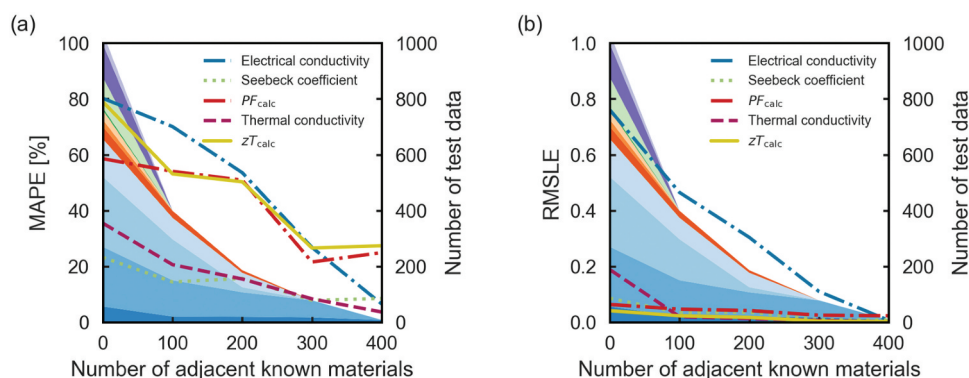 (a)
100
80
60
40
20
0
MAPE [%]
Electrical conductivity
Seebeck coefficient
PFcalc
Thermal conductivity
zTcalc
1000
800
600
400
200
0
Number of test data
0 100 200 300 400
Number of adjacent known materials
(b)
1.0
0.8
0.6
0.4
0.2
0.0
RMSLE
Electrical conductivity
Seebeck coefficient
PFcalc
Thermal conductivity
zTcalc
1000
800
600
400
200
0
Number of test data
0 100 200 300 400
Number of adjacent known materials